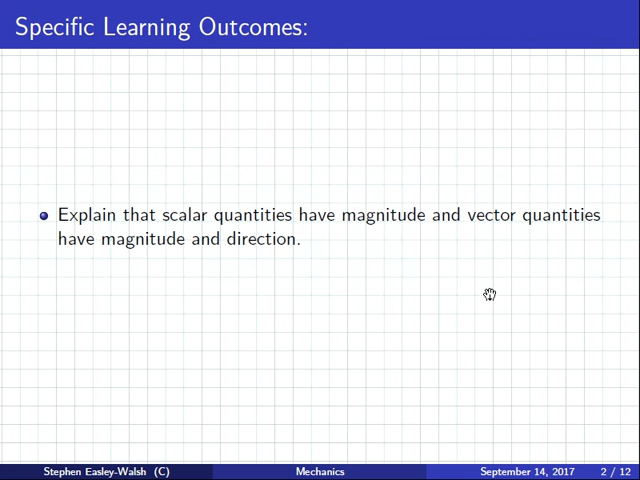 Specific Learning Outcomes:
Explain that scalar quantities have magnitude and vector quantities
have magnitude and direction.
Stephen Easley-Walsh (C) Mechanics September 14, 2017 2 / 12